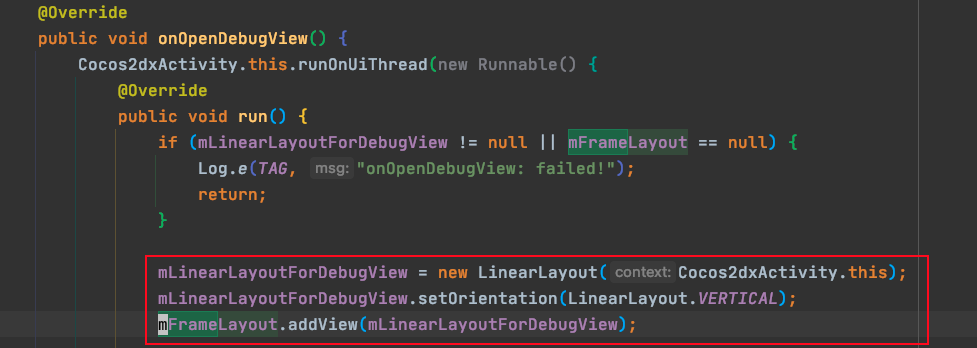 @Override
public void onOpenDebugView() {
Cocos2dxActivity.this.runOnUiThread(new Runnable() {
@Override
public void run() {
if (mLinearLayoutForDebugView != null || mFrameLayout == null) {
Log.e(TAG, msg: "onOpenDebugView: failed!");
return;
}
mLinearLayoutForDebugView = new LinearLayout( context: Cocos2dxActivity.this);
mLinearLayoutForDebugView.setOrientation(LinearLayout.VERTICAL);
mFrameLayout.addView(mLinearLayoutForDebugView);